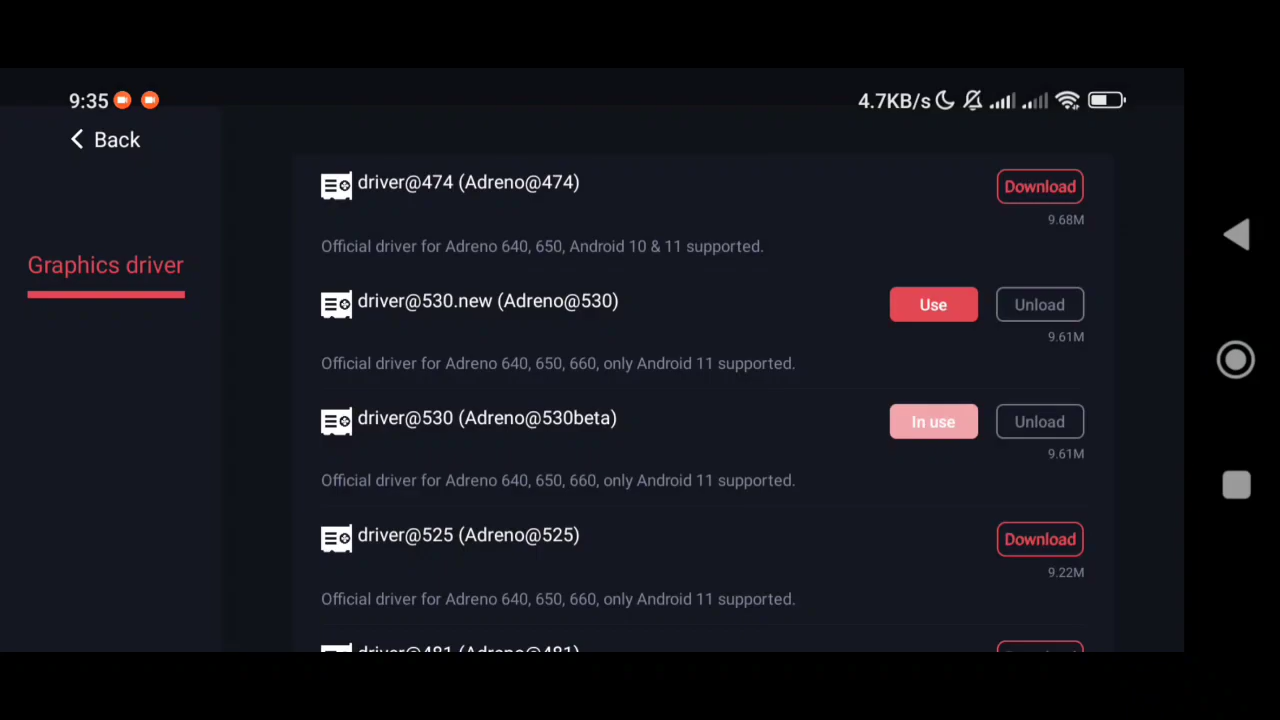 9:35
4.7KB/s
Back
Graphics driver
driver@474 (Adreno@474)
Download
9.68M
Official driver for Adreno 640, 650, Android 10 & 11 supported.
driver@530.new (Adreno@530)
Use
Unload
9.61M
Official driver for Adreno 640, 650, 660, only Android 11 supported.
driver@530 (Adreno@530beta)
In use
Unload
9.61M
Official driver for Adreno 640, 650, 660, only Android 11 supported.
driver@525 (Adreno@525)
Download
9.22M
Official driver for Adreno 640, 650, 660, only Android 11 supported.
driver@481 (Adreno@481)